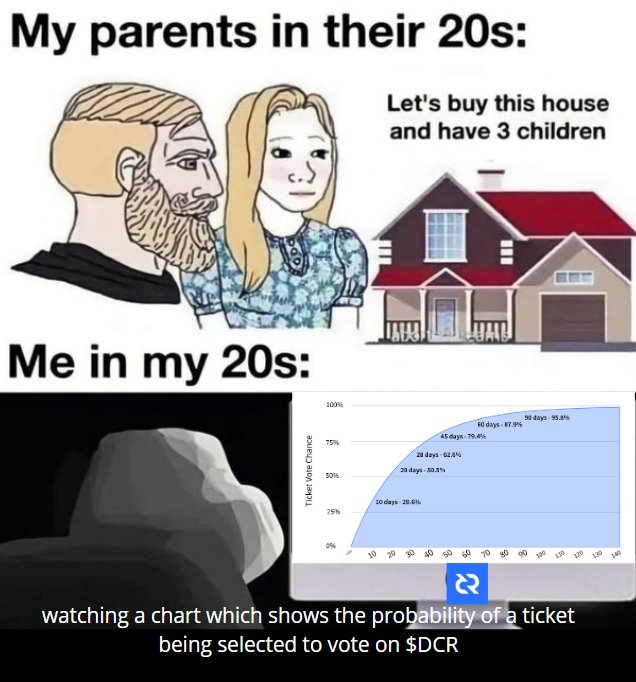 My parents in their 20s:
Let's buy this house
and have 3 children
Me in my 20s:
100%
75%
50%
25%
0%
Ticket Vote Chance
10 days - 29.6%
20 days - 50.5%
28 days - 62.6%
45 days - 79.4%
60 days - 87.9%
90 days - 95.8%
10 20 30 40 50 60 70 80 90 100 110 120 130 140
watching a chart which shows the probability of a ticket
being selected to vote on $DCR